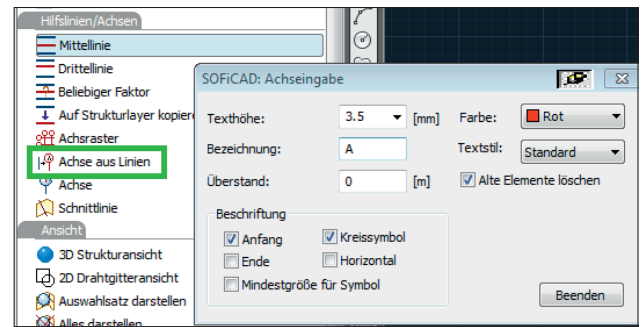 Hilfslinien/Achsen
Mittellinie
Drittellinie
Beliebiger Faktor
Auf Strukturlayer kopiere
Achsraster
Achse aus Linien
Achse
Schnittlinie
Ansicht
3D Strukturansicht
2D Drahtgitteransicht
Auswahlsatz darstellen
Alles darstellen
SOFiCAD: Achseingabe
Texthöhe: 3.5 [mm] Farbe: Rot
Bezeichnung: A Textstil: Standard
Überstand: 0 [m] Alte Elemente löschen
Beschriftung
Anfang Kreissymbol
Ende Horizontal
Mindestgröße für Symbol
Beenden